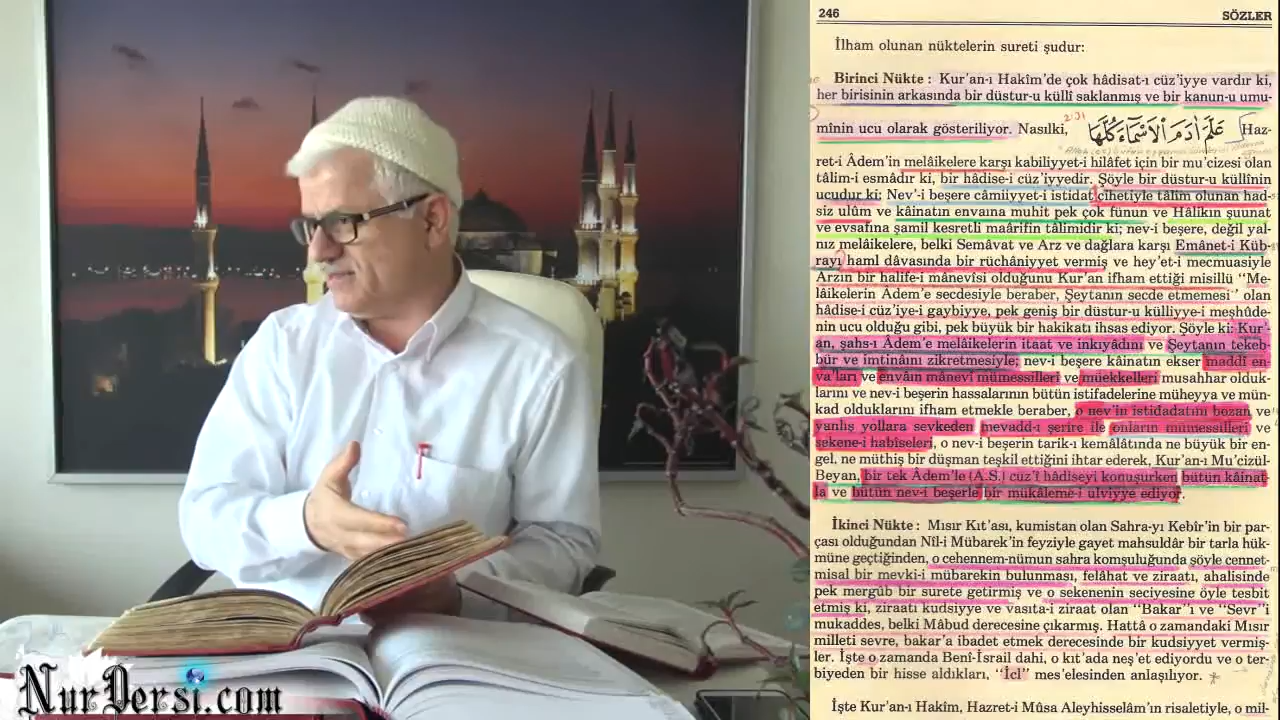 246
SÖZLER
İlham olunan nüktelerin sureti şudur:
Birinci Nükte : Kur'an-ı Hakîm'de çok hâdisat-ı cüz'iyye vardır ki,
her birisinin arkasında bir düstur-u küllî saklanmış ve bir kanun-u umu-
mînin ucu olarak gösteriliyor. Nasılki, عَلَّمَ اٰدَمَ الْاَسْمَٓاءَ كُلَّهَا Haz-
ret-i Âdem'in melâikelere karşı kabiliyyet-i hilâfet için bir mu'cizesi olan
tâlim-i esmâdır ki, bir hâdise-i cüz'iyyedir. Şöyle bir düstur-u küllînin
ucudur ki: Nev'-i beşere câmiiyyet-i istidat cihetiyle tâlim olunan had-
siz ulûm ve kâinatın envaına muhit pek çok fünun ve Hâlikın şuunat
ve evsafına şamil kesretli maârifin tâlimidir ki; nev-i beşere, değil yal-
nız melâikelere, belki Semâvat ve Arz ve dağlara karşı Emânet-i Küb-
rayı haml dâvasında bir rüchâniyyet vermiş ve hey'et-i mecmuasiyle
Arzın bir halife-i mânevîsi olduğunu Kur'an ifham ettiği misillü "Me-
lâikelerin Âdem'e secdesiyle beraber, Şeytanın secde etmemesi" olan
hâdise-i cüz'iye-i gaybiyye, pek geniş bir düstur-u külliyye-i meşhûde-
nin ucu olduğu gibi, pek büyük bir hakikatı ihsas ediyor. Şöyle ki: Kur'-
an, şahs-ı Âdem'e melâikelerin itaat ve inkıyâdını ve Şeytanın tekeb-
bür ve imtinâını zikretmesiyle; nev-i beşere kâinatın ekser maddî en-
va'ları ve envâın mânevî mümessilleri ve müekkelleri musahhar olduk-
larını ve nev-i beşerin hassalarının bütün istifadelerine müheyya ve mün-
kad olduklarını ifham etmekle beraber, o nev'in istidadatını bozan ve
yanlış yollara sevkeden mevadd-ı şerire ile onların mümessilleri ve
sekene-i habîseleri, o nev-i beşerin tarik-ı kemâlâtında ne büyük bir en-
gel, ne müthiş bir düşman teşkil ettiğini ihtar ederek, Kur'an-ı Mu'cizül-
Beyan, bir tek Âdem'le (A.S.) cüz'î hâdiseyi konuşurken bütün kâinat-
la ve bütün nev-i beşerle bir mükâleme-i ulviyye ediyor.
İkinci Nükte : Mısır Kıt'ası, kumistan olan Sahra-yı Kebîr'in bir par-
çası olduğundan Nîl-i Mübarek'in feyziyle gayet mahsuldâr bir tarla hük-
müne geçtiğinden, o cehennem-nümun sahra komşuluğunda şöyle cennet-
misal bir mevki-i mübarekin bulunması, felâhat ve ziraatı, ahalisinde
pek mergüb bir surete getirmiş ve o sekenenin seciyesine öyle tesbit
etmiş ki, ziraatı kudsiyye ve vasıta-i ziraat olan "Bakar"ı ve "Sevr"i
mukaddes, belki Mâbud derecesine çıkarmış. Hattâ o zamandaki Mısır
milleti sevre, bakar'a ibadet etmek derecesinde bir kudsiyyet vermiş-
ler. İşte o zamanda Benî-İsrail dahi, o kıt'ada neş'et ediyordu ve o ter-
biyeden bir hisse aldıkları, "İcl" mes'elesinden anlaşılıyor.
İşte Kur'an-ı Hakîm, Hazret-i Mûsa Aleyhisselâm'ın risaletiyle, o mil-
NurDersi.com